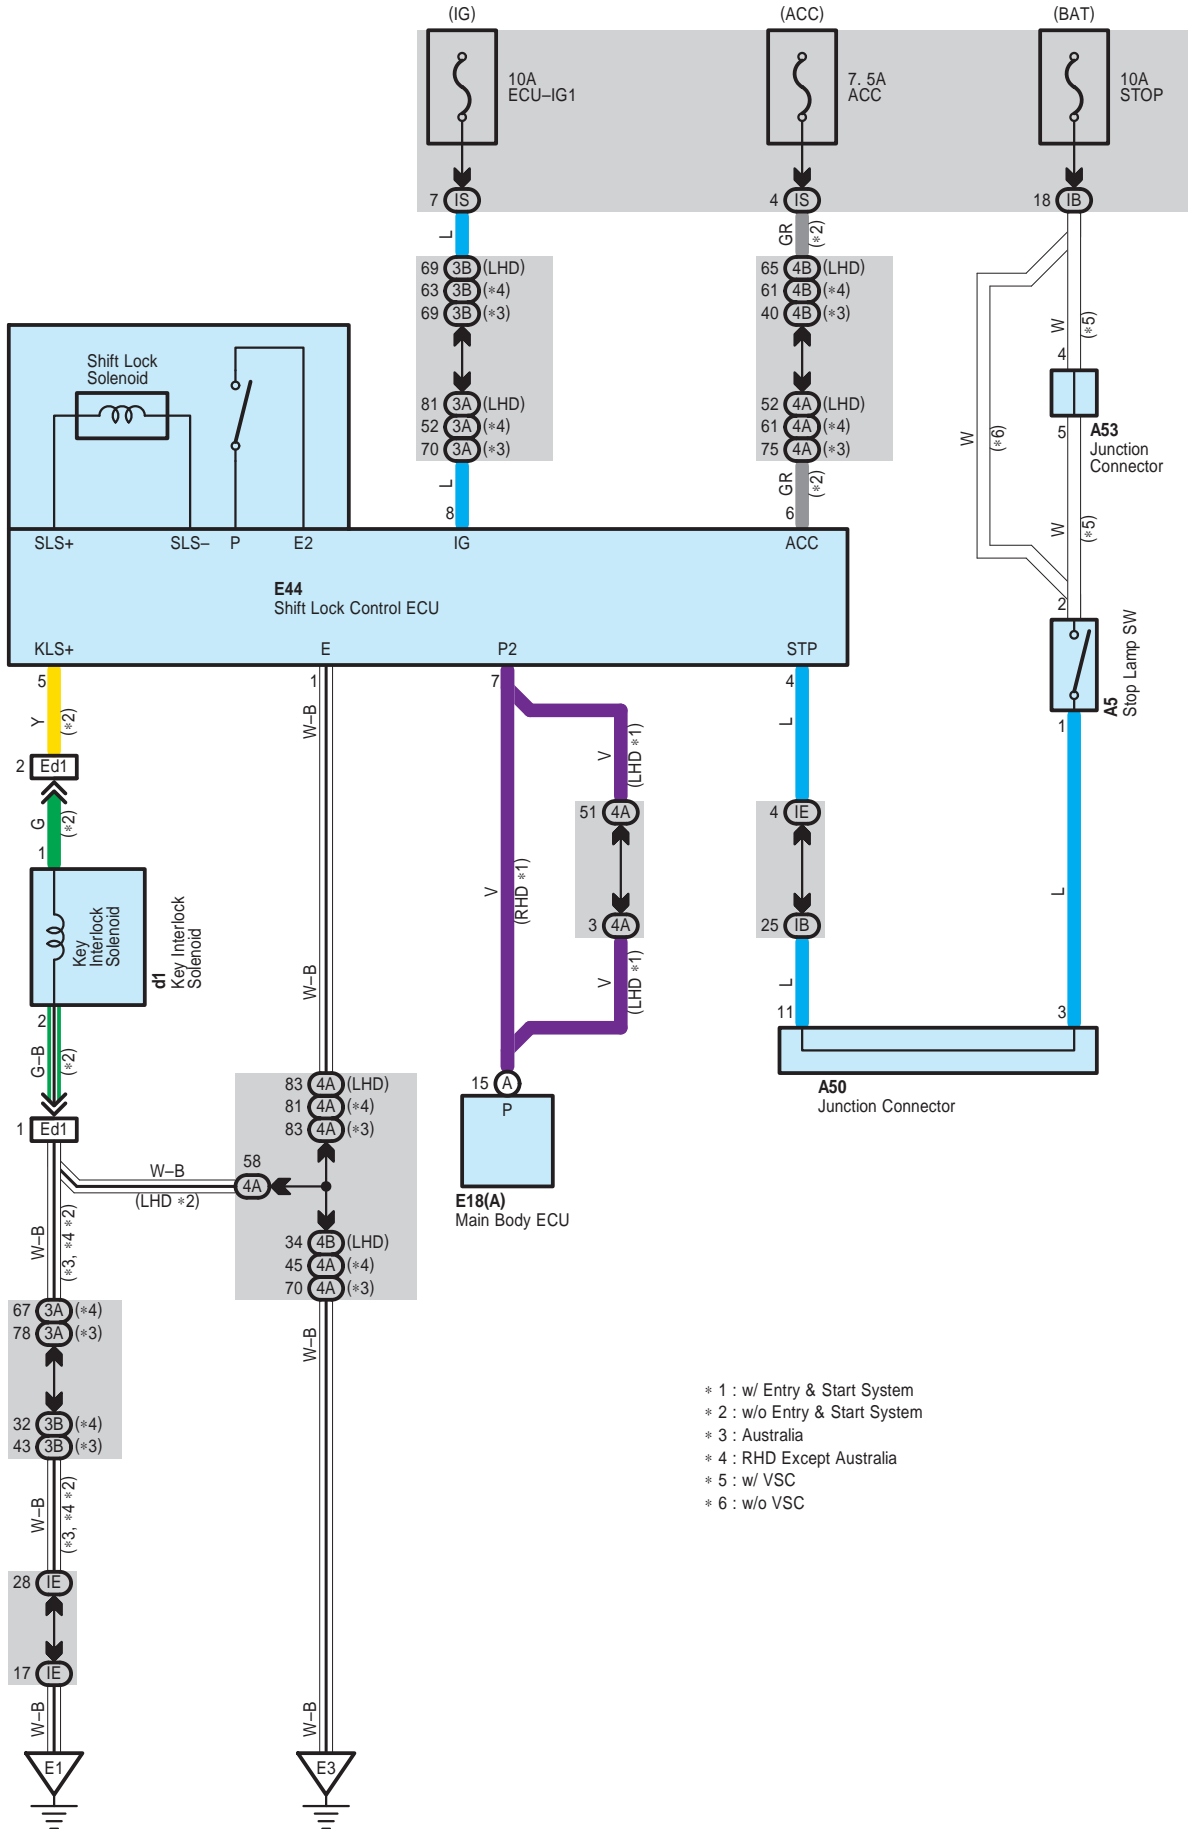 (IG)
(ACC)
(BAT)
10A
ECU–IG1
7. 5A
ACC
10A
STOP
7 IS
4 IS
18 IB
L
GR
(*2)
69 3B (LHD)
63 3B (*4)
69 3B (*3)
65 4B (LHD)
61 4B (*4)
40 4B (*3)
W
(*5)
4
Shift Lock
Solenoid
81 3A (LHD)
52 3A (*4)
70 3A (*3)
52 4A (LHD)
61 4A (*4)
75 4A (*3)
W
(*6)
5
A53
Junction
Connector
L
8
GR
(*2)
6
W
(*5)
SLS+
SLS–
P
E2
IG
ACC
E44
Shift Lock Control ECU
2
KLS+
E
P2
STP
A5
Stop Lamp SW
5
1
7
4
1
Y
(*2)
W–B
V
(LHD *1)
L
2 Ed1
G
(*2)
1
51 4A
4 IE
Key
Interlock
Solenoid
d1
Key Interlock
Solenoid
V
(RHD *1)
L
3 4A
25 IB
W–B
V
(LHD *1)
L
2
11
3
G–B
(*2)
A50
Junction Connector
83 4A (LHD)
81 4A (*4)
83 4A (*3)
15 A
P
1 Ed1
58
4A
W–B
(LHD *2)
E18(A)
Main Body ECU
W–B
(*3, *4 *2)
34 4B (LHD)
45 4A (*4)
70 4A (*3)
67 3A (*4)
78 3A (*3)
W–B
32 3B (*4)
43 3B (*3)
* 1 : w/ Entry & Start System
* 2 : w/o Entry & Start System
* 3 : Australia
* 4 : RHD Except Australia
* 5 : w/ VSC
* 6 : w/o VSC
W–B
(*3, *4 *2)
28 IE
17 IE
W–B
W–B
E1
E3